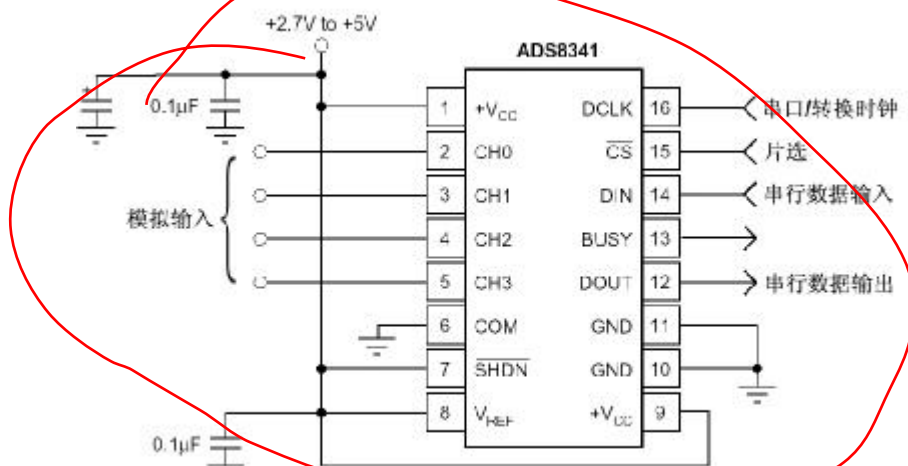 +2.7V to +5V
ADS8341
0.1μF
1 +VCC DCLK 16 串口/转换时钟
2 CH0 CS 15 片选
3 CH1 DIN 14 串行数据输入
模拟输入
4 CH2 BUSY 13
5 CH3 DOUT 12 串行数据输出
6 COM GND 11
7 SHDN GND 10
8 VREF +VCC 9
0.1μF